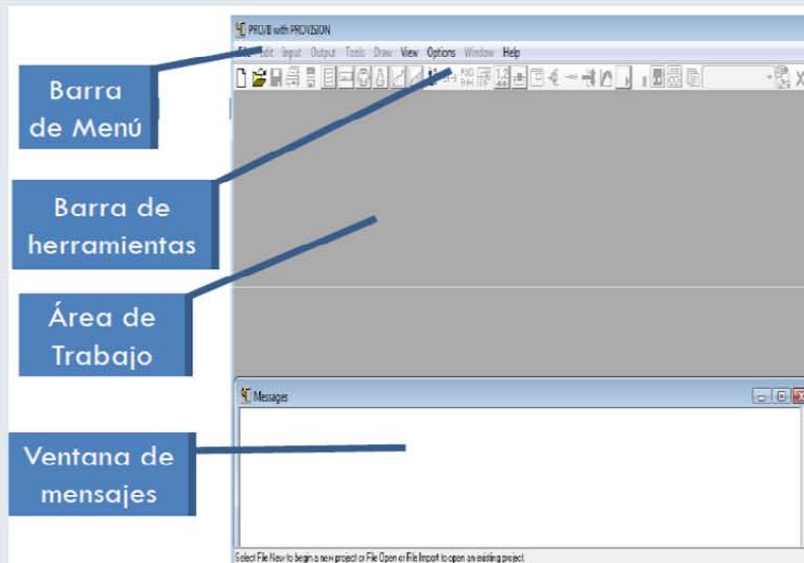 PRO/II with PROVISION
File Edit Input Output Tools Draw View Options Window Help
Barra
de Menú
Barra de
herramientas
Área de
Trabajo
Messages
Ventana de
mensajes
Select File New to begin a new project or File Open or File Import to open an existing project.